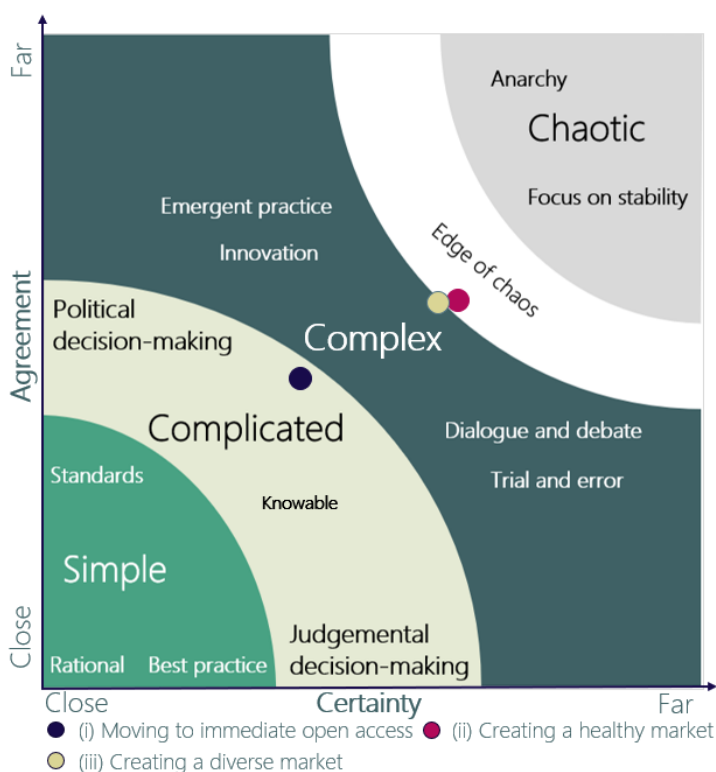 Far
Anarchy
Chaotic
Focus on stability
Emergent practice
Innovation
Edge of chaos
Agreement
Political
decision-making
Complex
Complicated
Dialogue and debate
Trial and error
Standards
Knowable
Simple
Close
Judgemental
decision-making
Rational
Best practice
Close
Certainty
Far
(i) Moving to immediate open access
(ii) Creating a healthy market
(iii) Creating a diverse market